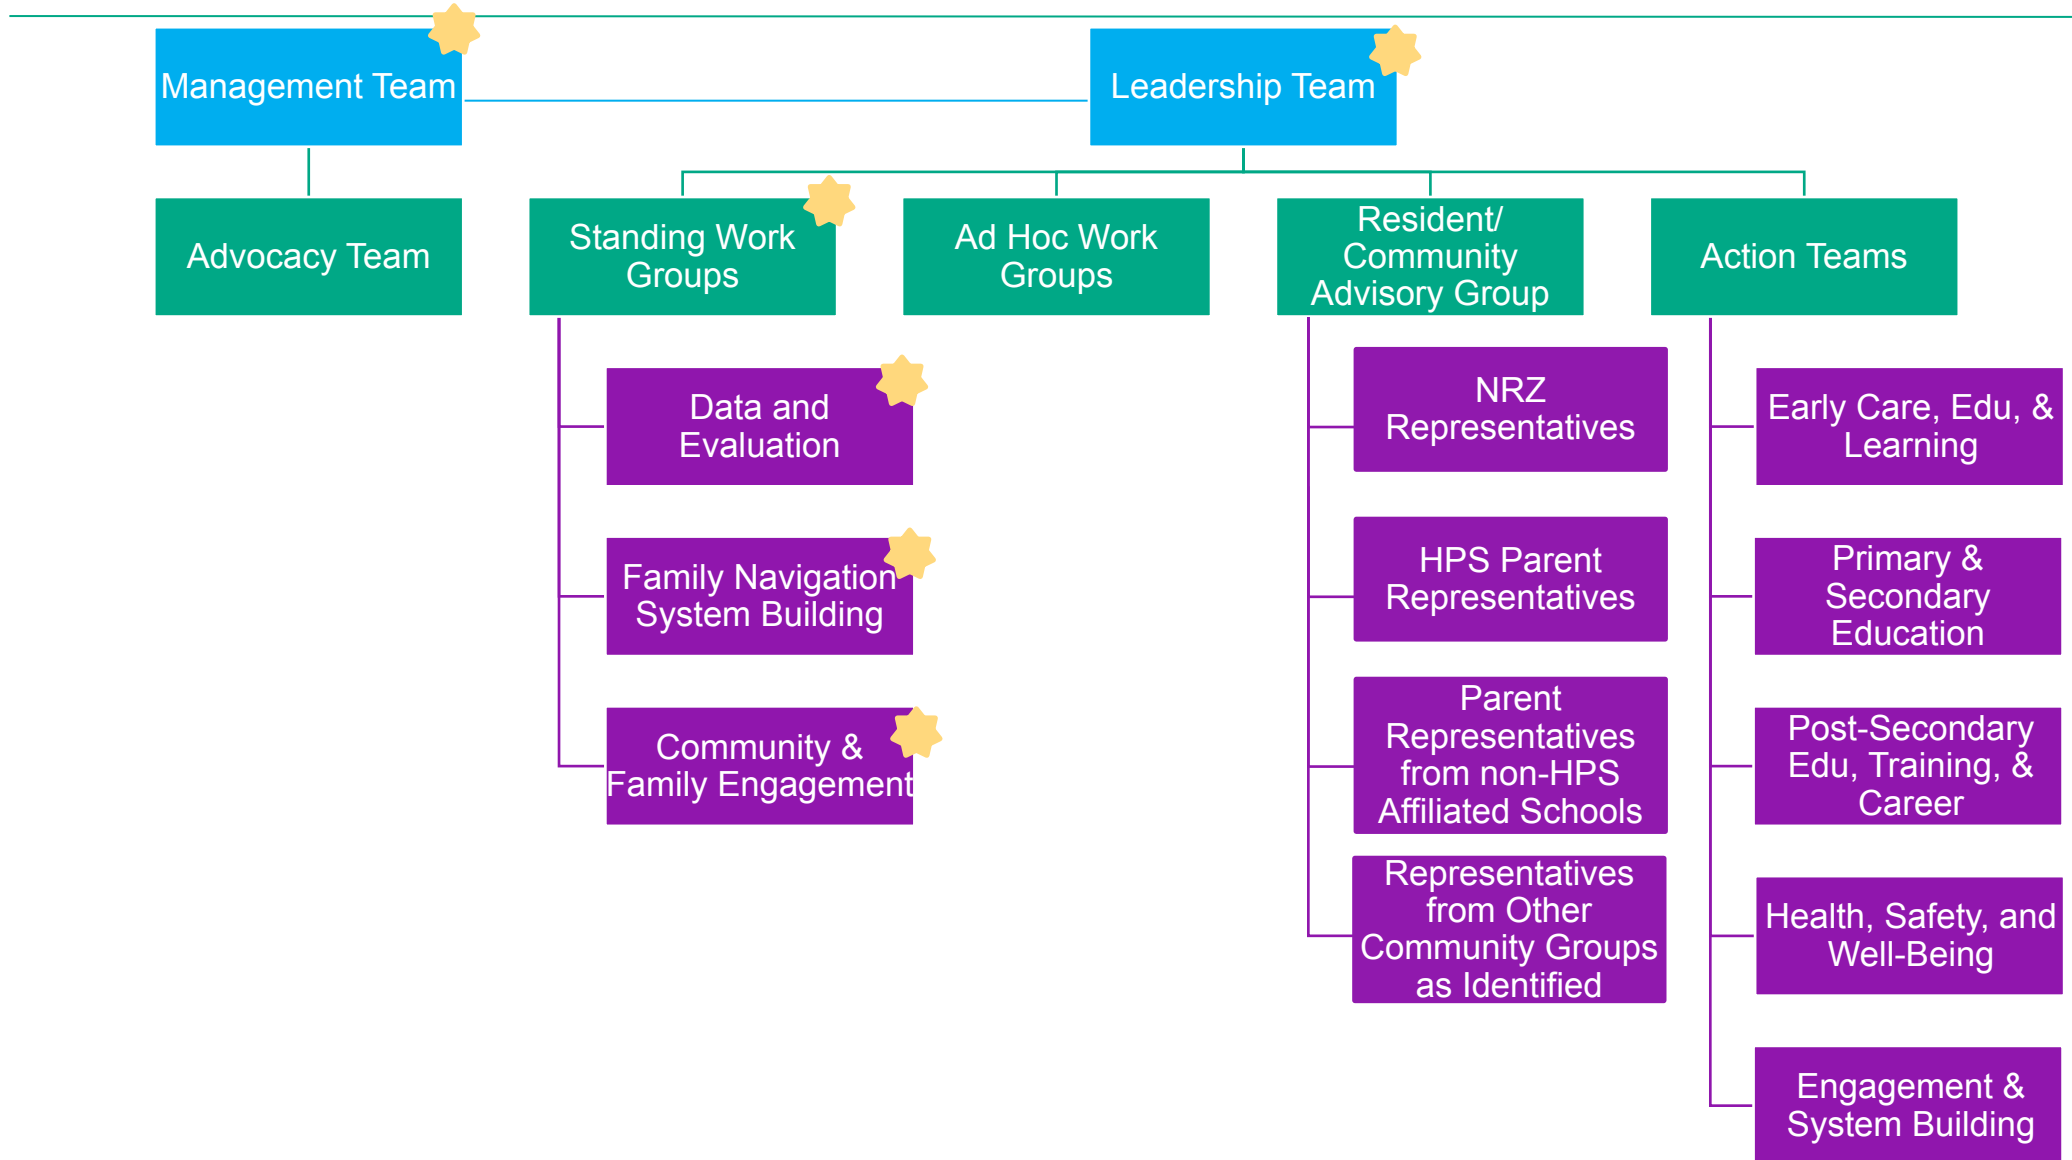 Management Team
Leadership Team
Advocacy Team
Standing Work
Groups
Ad Hoc Work
Groups
Resident/
Community
Advisory Group
Action Teams
Data and
Evaluation
Family Navigation
System Building
Community &
Family Engagement
NRZ
Representatives
HPS Parent
Representatives
Parent
Representatives
from non-HPS
Affiliated Schools
Representatives
from Other
Community Groups
as Identified
Early Care, Edu, &
Learning
Primary &
Secondary
Education
Post-Secondary
Edu, Training, &
Career
Health, Safety, and
Well-Being
Engagement &
System Building